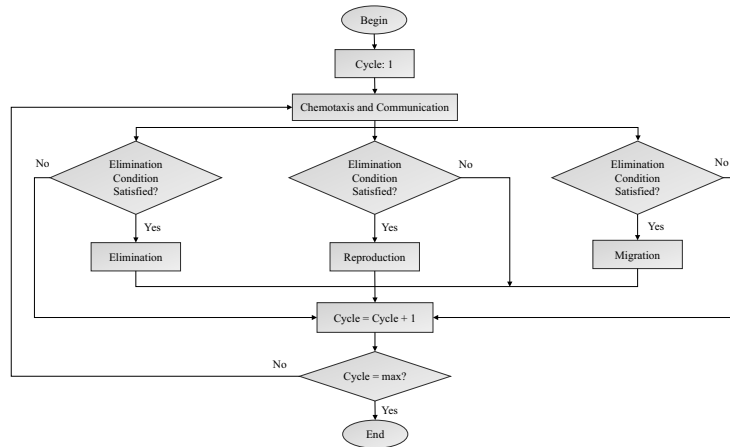 Begin
Cycle: 1
Chemotaxis and Communication
No
Elimination
Condition
Satisfied?
Elimination
Condition
Satisfied?
No
Elimination
Condition
Satisfied?
No
Yes
Yes
Yes
Elimination
Reproduction
Migration
Cycle = Cycle + 1
No
Cycle = max?
Yes
End